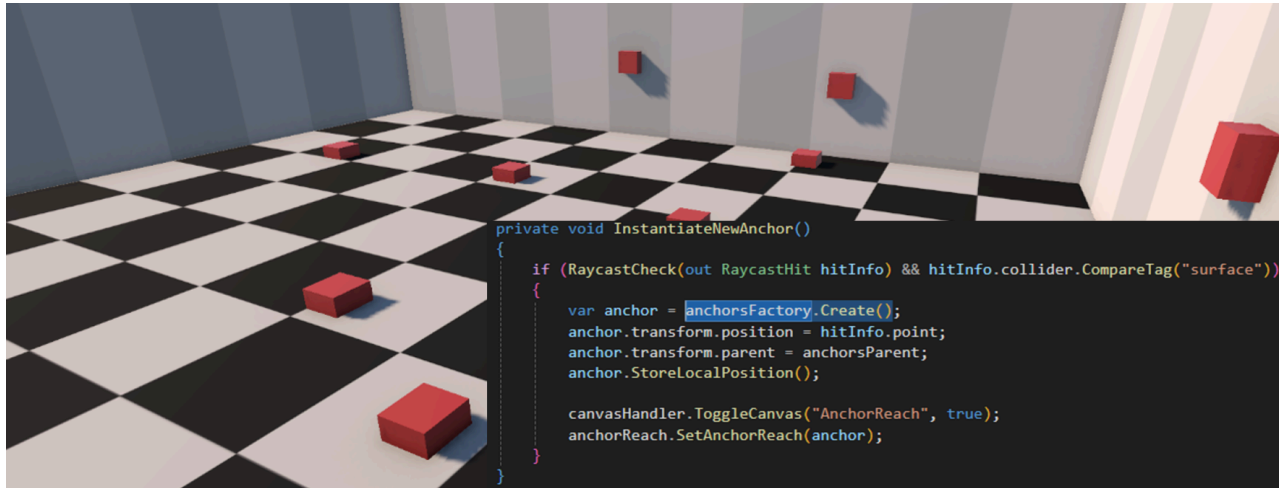 private void InstantiateNewAnchor()
{
if (RaycastCheck(out RaycastHit hitInfo) && hitInfo.collider.CompareTag("surface"))
{
var anchor = anchorsFactory.Create();
anchor.transform.position = hitInfo.point;
anchor.transform.parent = anchorsParent;
anchor.StoreLocalPosition();
canvasHandler.ToggleCanvas("AnchorReach", true);
anchorReach.SetAnchorReach(anchor);
}
}